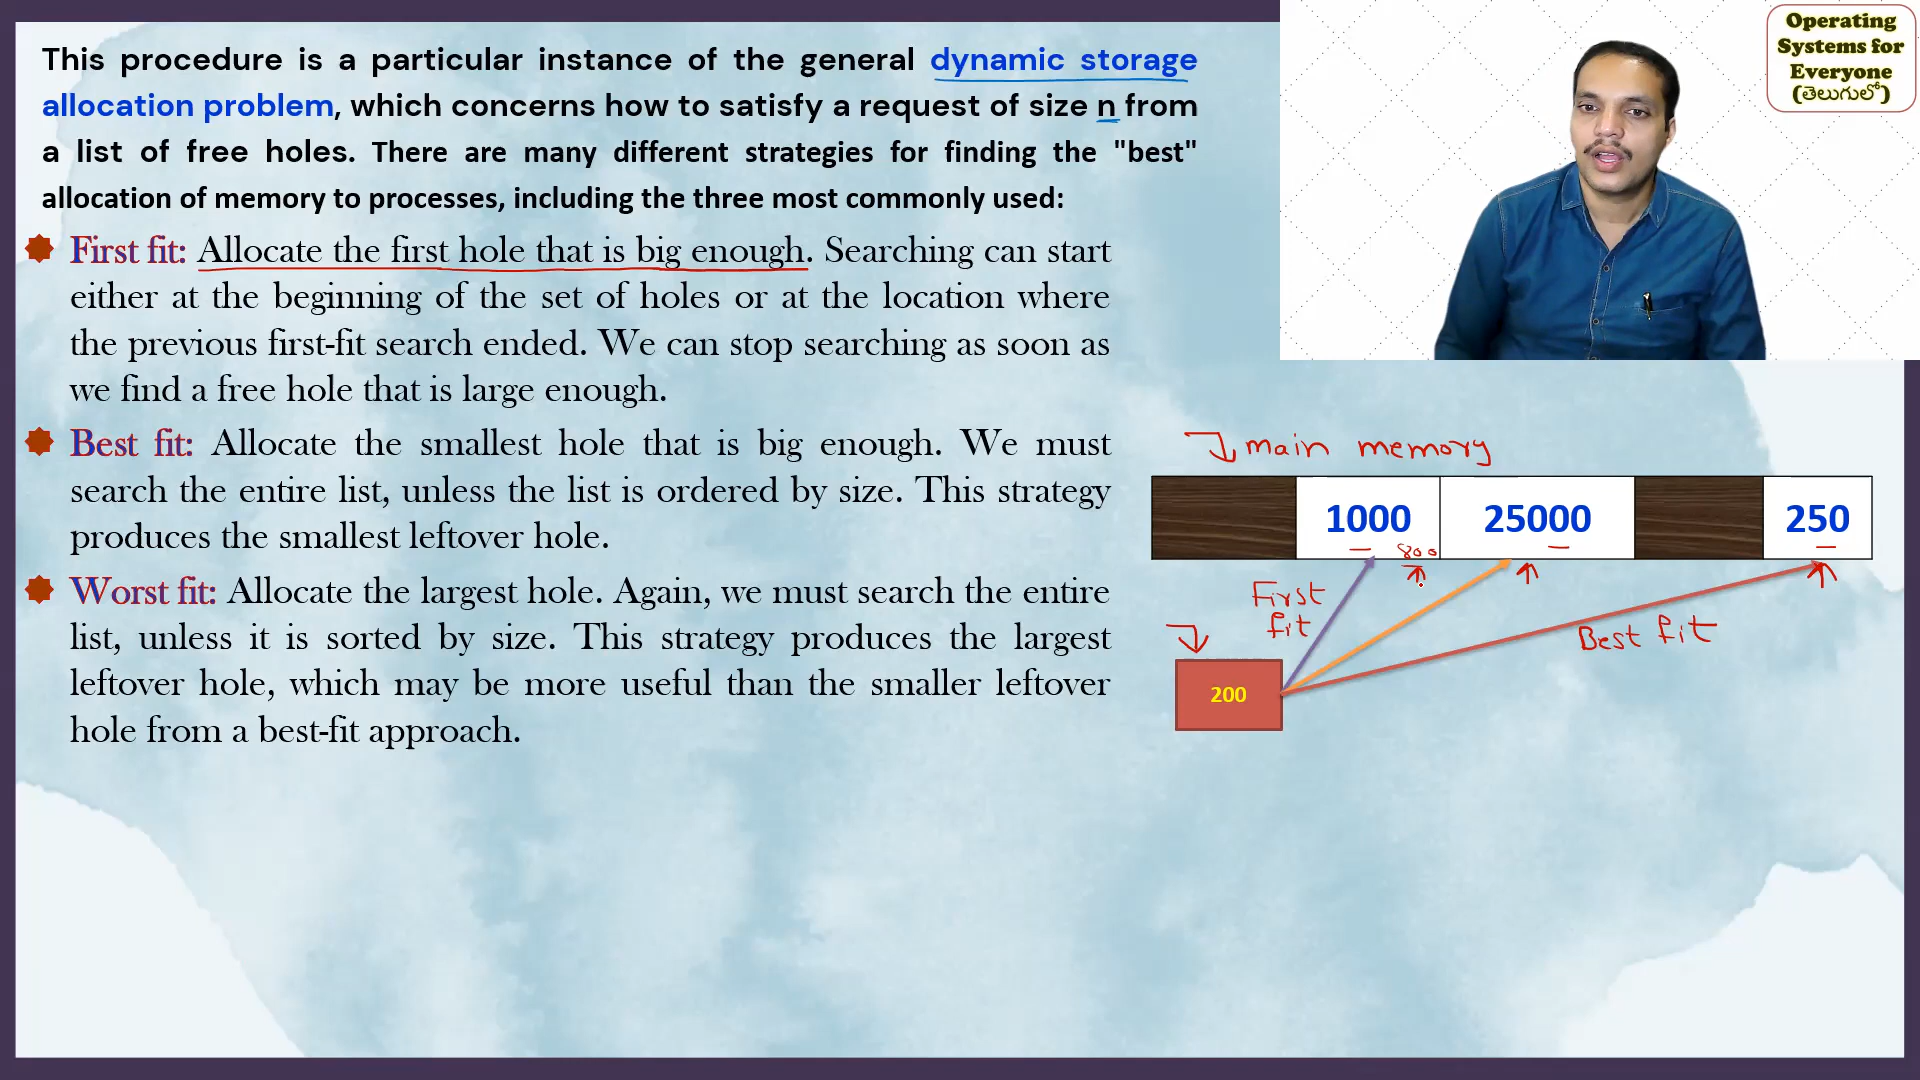 This procedure is a particular instance of the general dynamic storage
allocation problem, which concerns how to satisfy a request of size n from
a list of free holes. There are many different strategies for finding the "best"
allocation of memory to processes, including the three most commonly used:
First fit: Allocate the first hole that is big enough. Searching can start
either at the beginning of the set of holes or at the location where
the previous first-fit search ended. We can stop searching as soon as
we find a free hole that is large enough.
Best fit: Allocate the smallest hole that is big enough. We must
search the entire list, unless the list is ordered by size. This strategy
produces the smallest leftover hole.
Worst fit: Allocate the largest hole. Again, we must search the entire
list, unless it is sorted by size. This strategy produces the largest
leftover hole, which may be more useful than the smaller leftover
hole from a best-fit approach.
Operating
Systems for
Everyone
(తెలుగులో)
main memory
1000
25000
250
800
First
fit
Best fit
200